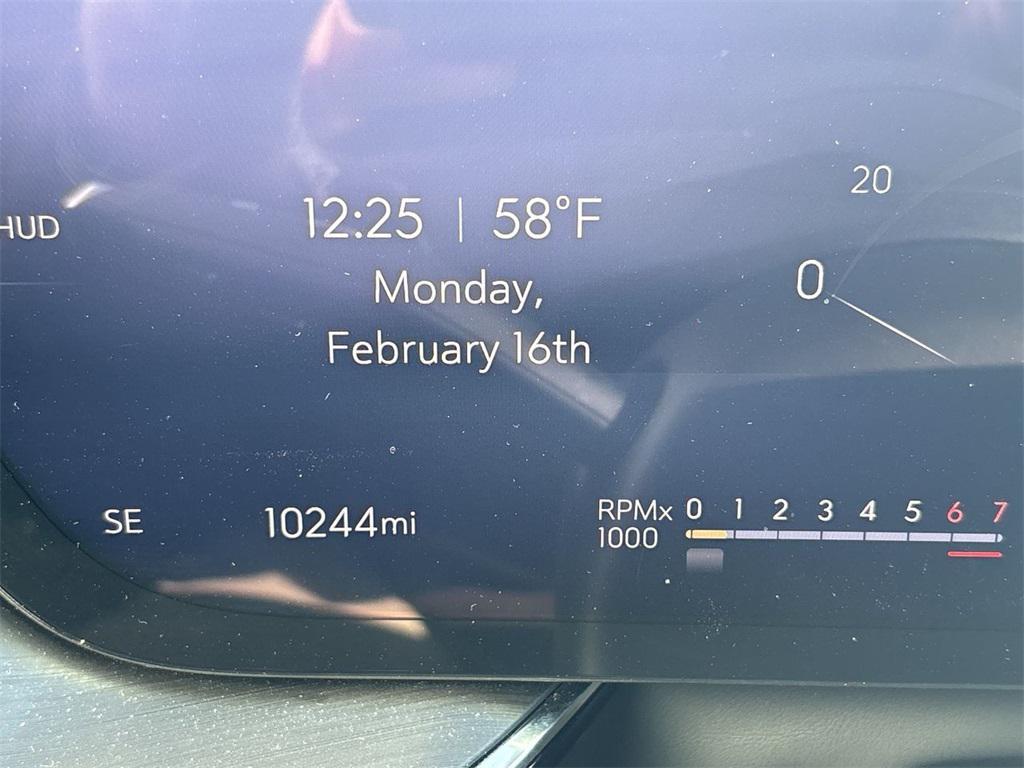 HUD
12:25 | 58°F
Monday,
February 16th
20
0
SE
10244mi
RPMx
1000
0 1 2 3 4 5 6 7